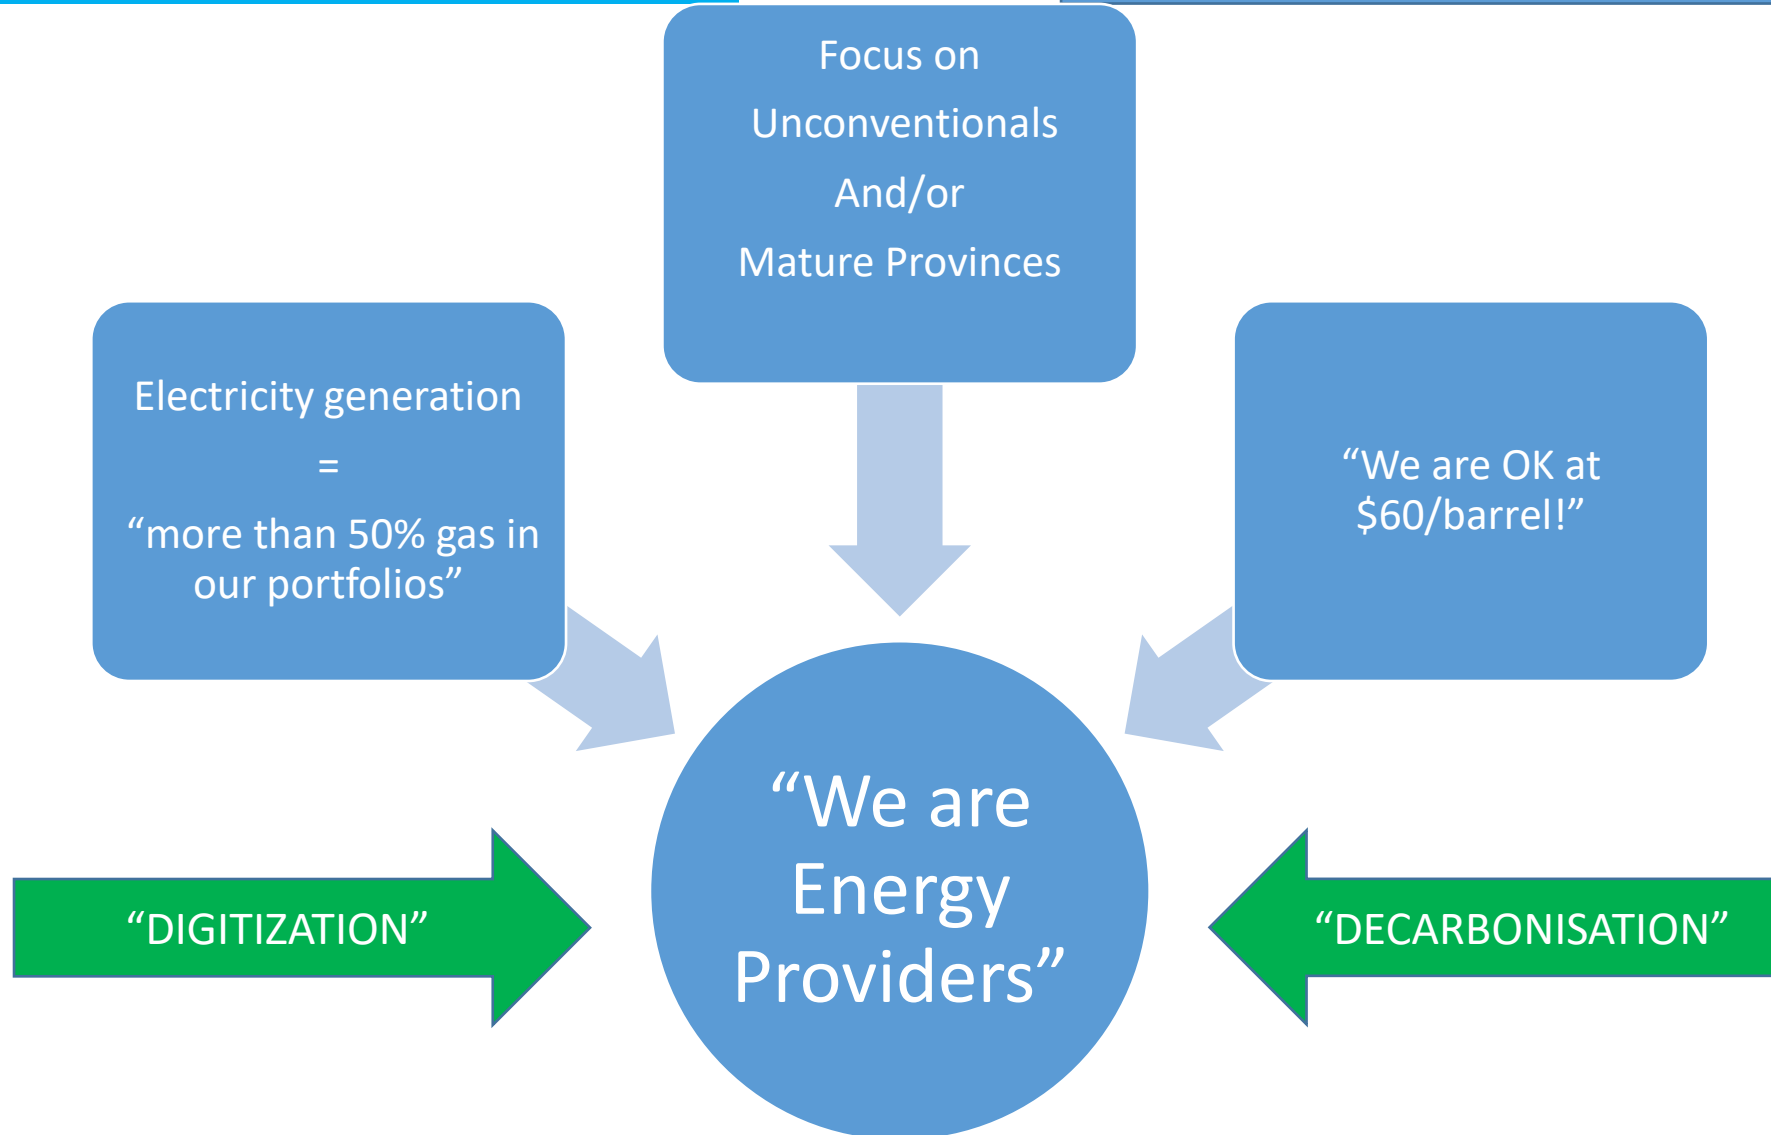 Focus on
Unconventionals
And/or
Mature Provinces
Electricity generation
=
“more than 50% gas in
our portfolios”
“We are OK at
$60/barrel!”
“We are
Energy
Providers”
“DIGITIZATION”
“DECARBONISATION”